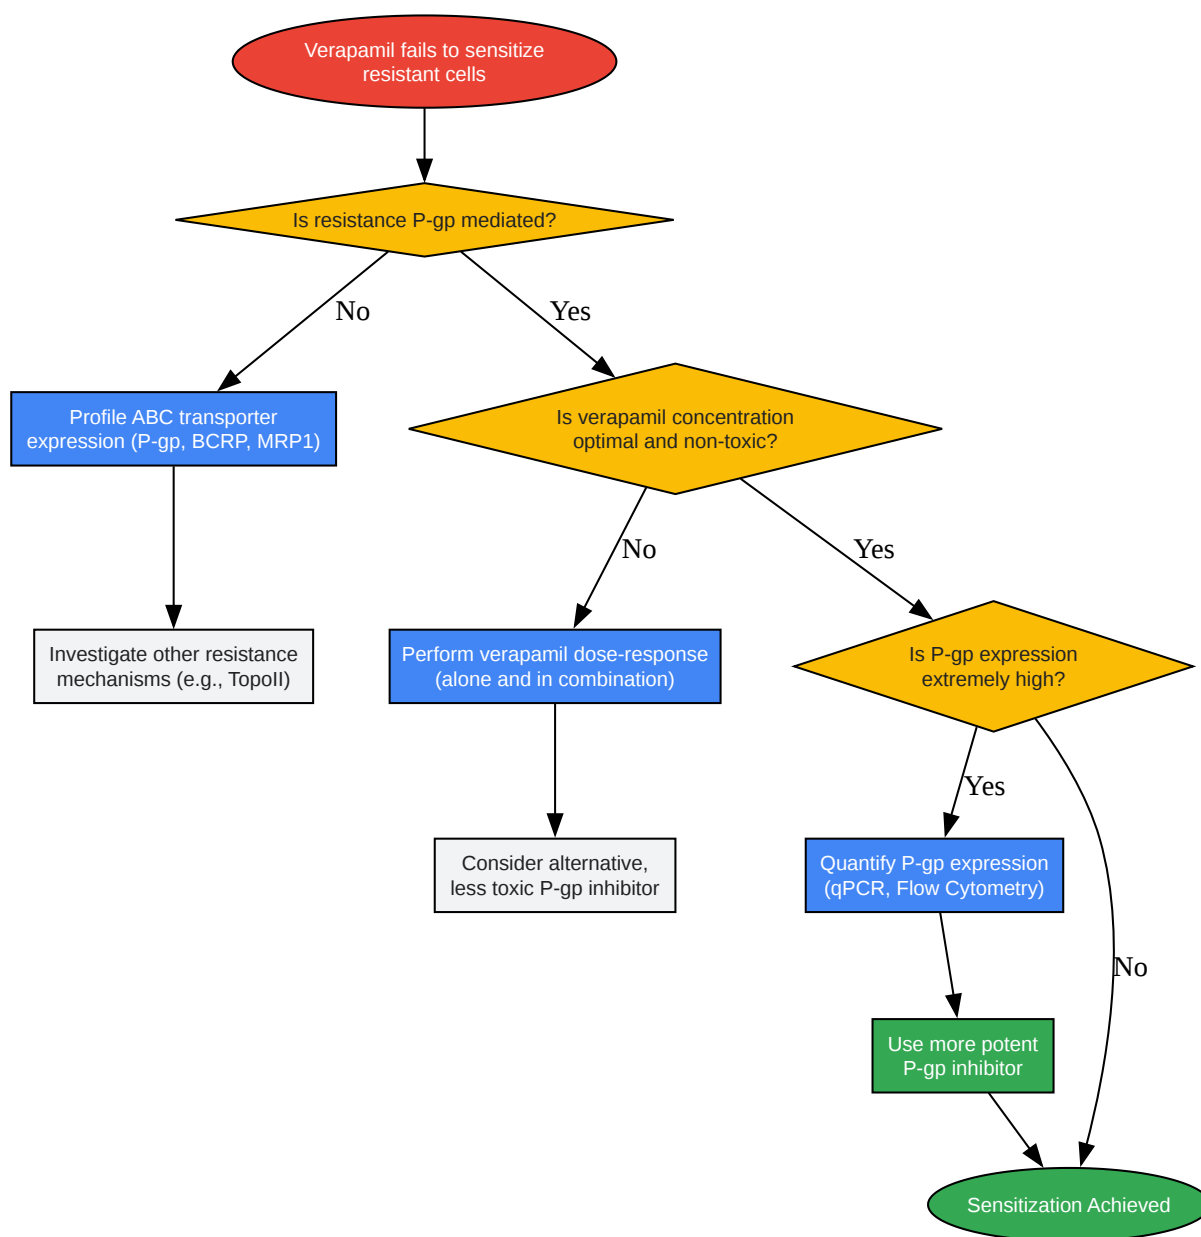 Verapamil fails to sensitize
resistant cells
Is resistance P-gp mediated?
No
Yes
Profile ABC transporter
expression (P-gp, BCRP, MRP1)
Is verapamil concentration
optimal and non-toxic?
No
Yes
Investigate other resistance
mechanisms (e.g., TopoII)
Perform verapamil dose-response
(alone and in combination)
Is P-gp expression
extremely high?
Yes
Consider alternative,
less toxic P-gp inhibitor
Quantify P-gp expression
(qPCR, Flow Cytometry)
No
Use more potent
P-gp inhibitor
Sensitization Achieved